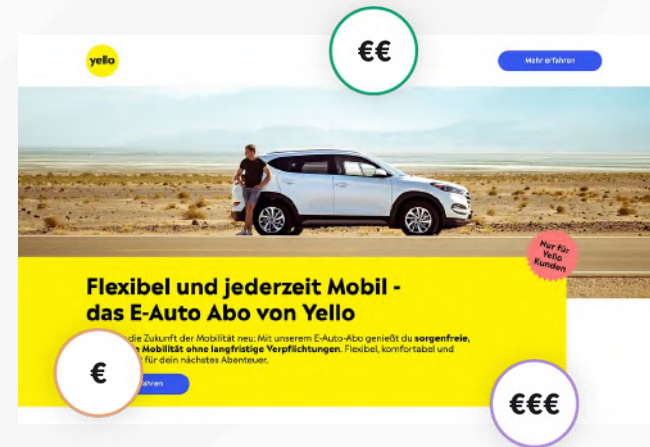 €€
yello
Mehr erfahren
Nur für
Yello
Kunden
Flexibel und jederzeit Mobil -
das E-Auto Abo von Yello
die Zukunft der Mobilität neu: Mit unserem E-Auto-Abo genießt du sorgenfreie,
Mobilität ohne langfristige Verpflichtungen. Flexibel, komfortabel und
für dein nächstes Abenteuer.
€
€€€